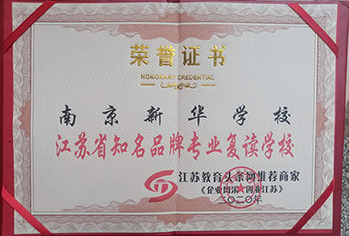 荣誉证书
HONORARY CREDENTIAL
南京新华学校
江苏省知名品牌专业复读学校
江苏教育头条网推荐商家
二〇二〇年